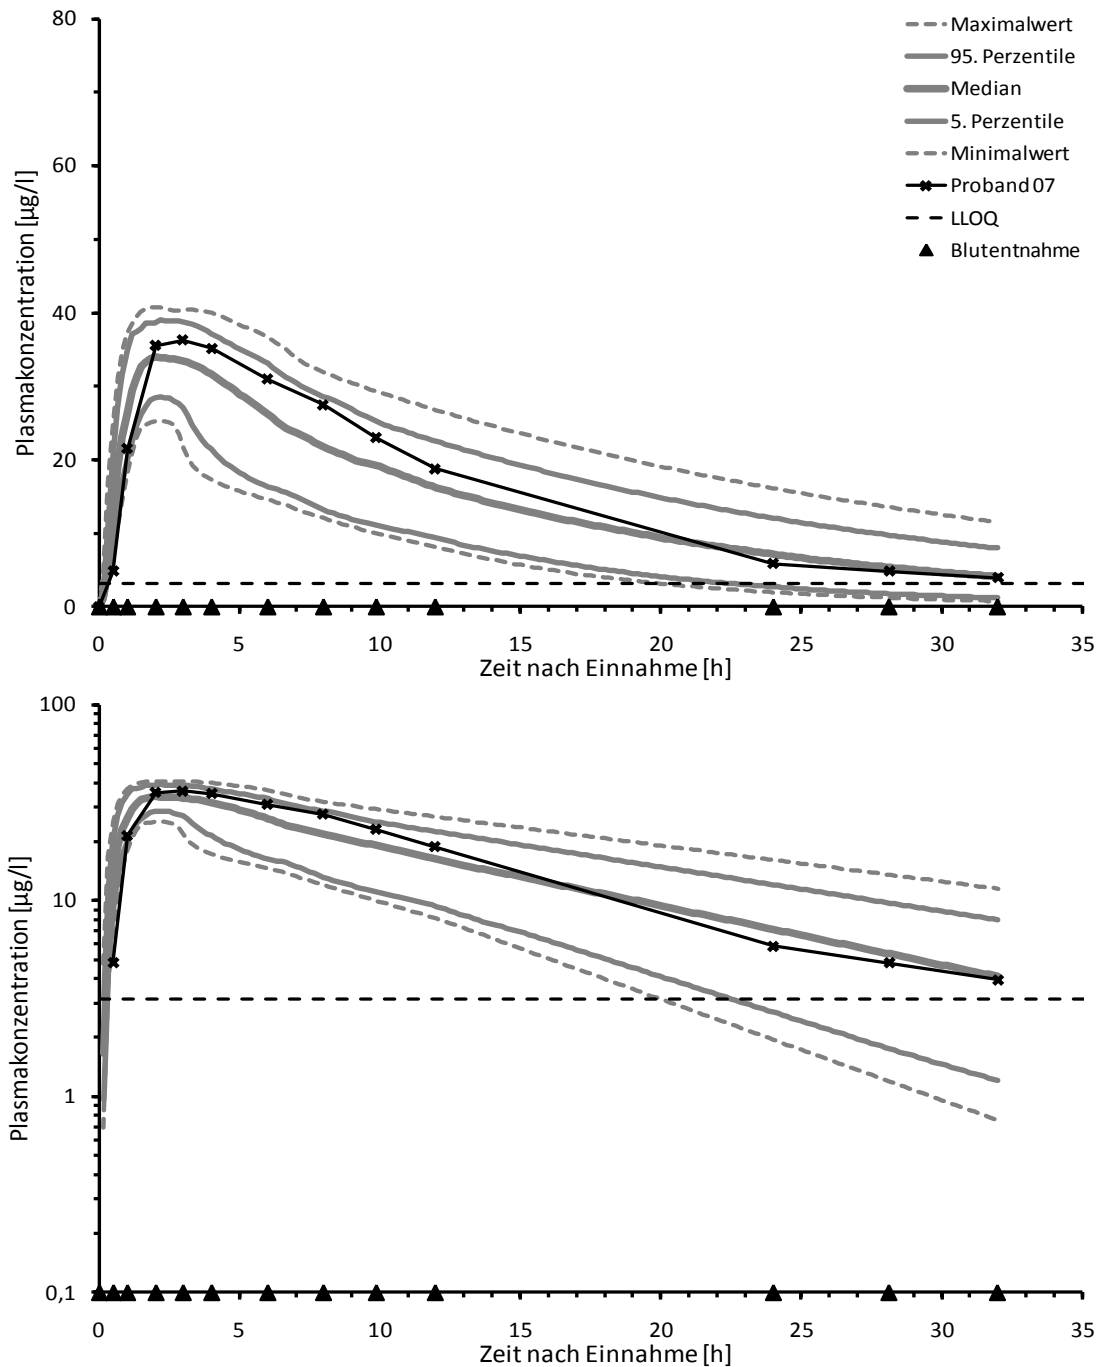 80
60
40
20
0
Plasmakonzentration [µg/l]
Maximalwert
95. Perzentile
Median
5. Perzentile
Minimalwert
Proband 07
LLOQ
Blutentnahme
0 5 10 15 20 25 30 35
Zeit nach Einnahme [h]
100
10
1
0,1
Plasmakonzentration [µg/l]
0 5 10 15 20 25 30 35
Zeit nach Einnahme [h]